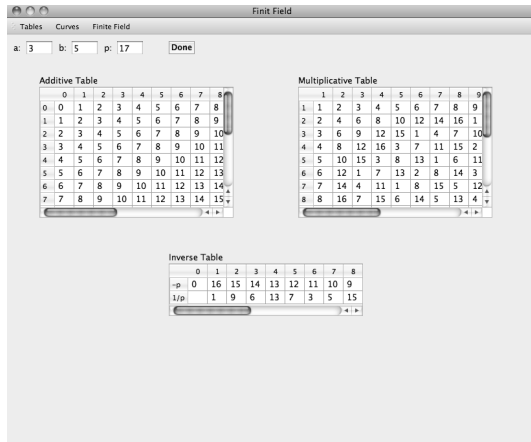 Finit Field
Tables Curves Finite Field
a: 3 b: 5 p: 17 Done
Additive Table
0 1 2 3 4 5 6 7 8
0 0 1 2 3 4 5 6 7 8
1 1 2 3 4 5 6 7 8 9
2 2 3 4 5 6 7 8 9 10
3 3 4 5 6 7 8 9 10 11
4 4 5 6 7 8 9 10 11 12
5 5 6 7 8 9 10 11 12 13
6 6 7 8 9 10 11 12 13 14
7 7 8 9 10 11 12 13 14 15
Multiplicative Table
1 2 3 4 5 6 7 8 9
1 1 2 3 4 5 6 7 8 9
2 2 4 6 8 10 12 14 16 1
3 3 6 9 12 15 1 4 7 10
4 4 8 12 16 3 7 11 15 2
5 5 10 15 3 8 13 1 6 11
6 6 12 1 7 13 2 8 14 3
7 7 14 4 11 1 8 15 5 12
8 8 16 7 15 6 14 5 13 4
Inverse Table
0 1 2 3 4 5 6 7 8
-p 0 16 15 14 13 12 11 10 9
1/p 1 9 6 13 7 3 5 15